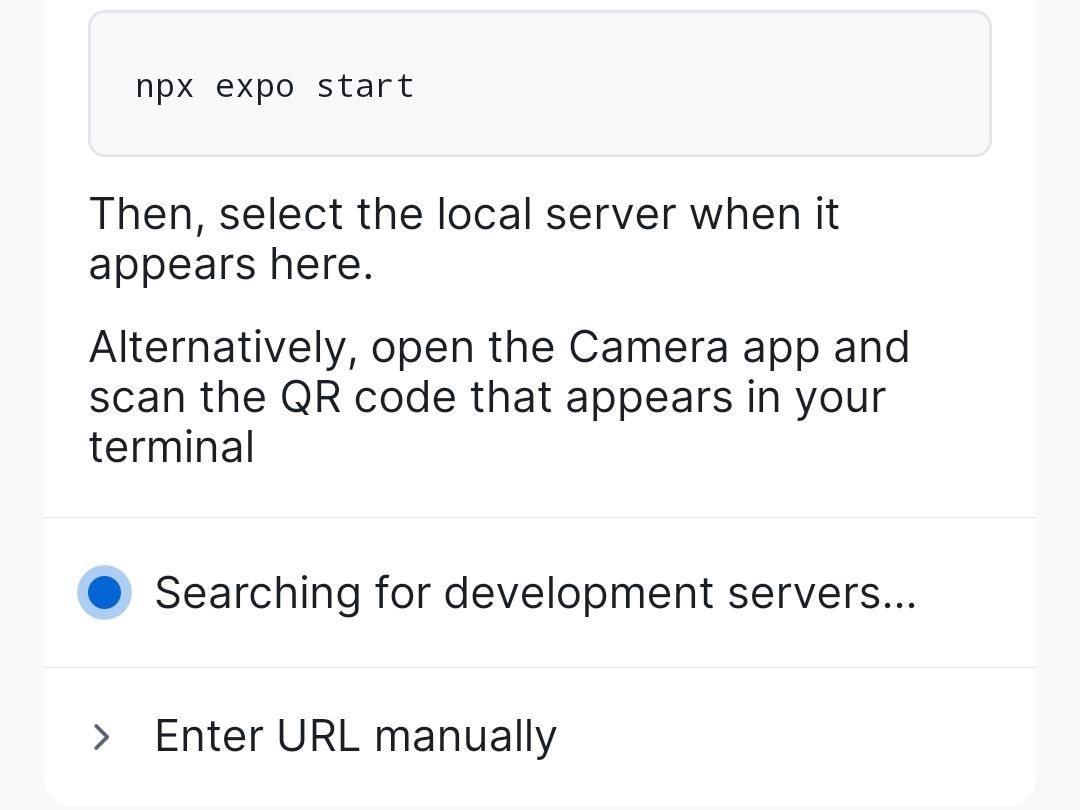 npx expo start
Then, select the local server when it
appears here.
Alternatively, open the Camera app and
scan the QR code that appears in your
terminal
Searching for development servers...
Enter URL manually